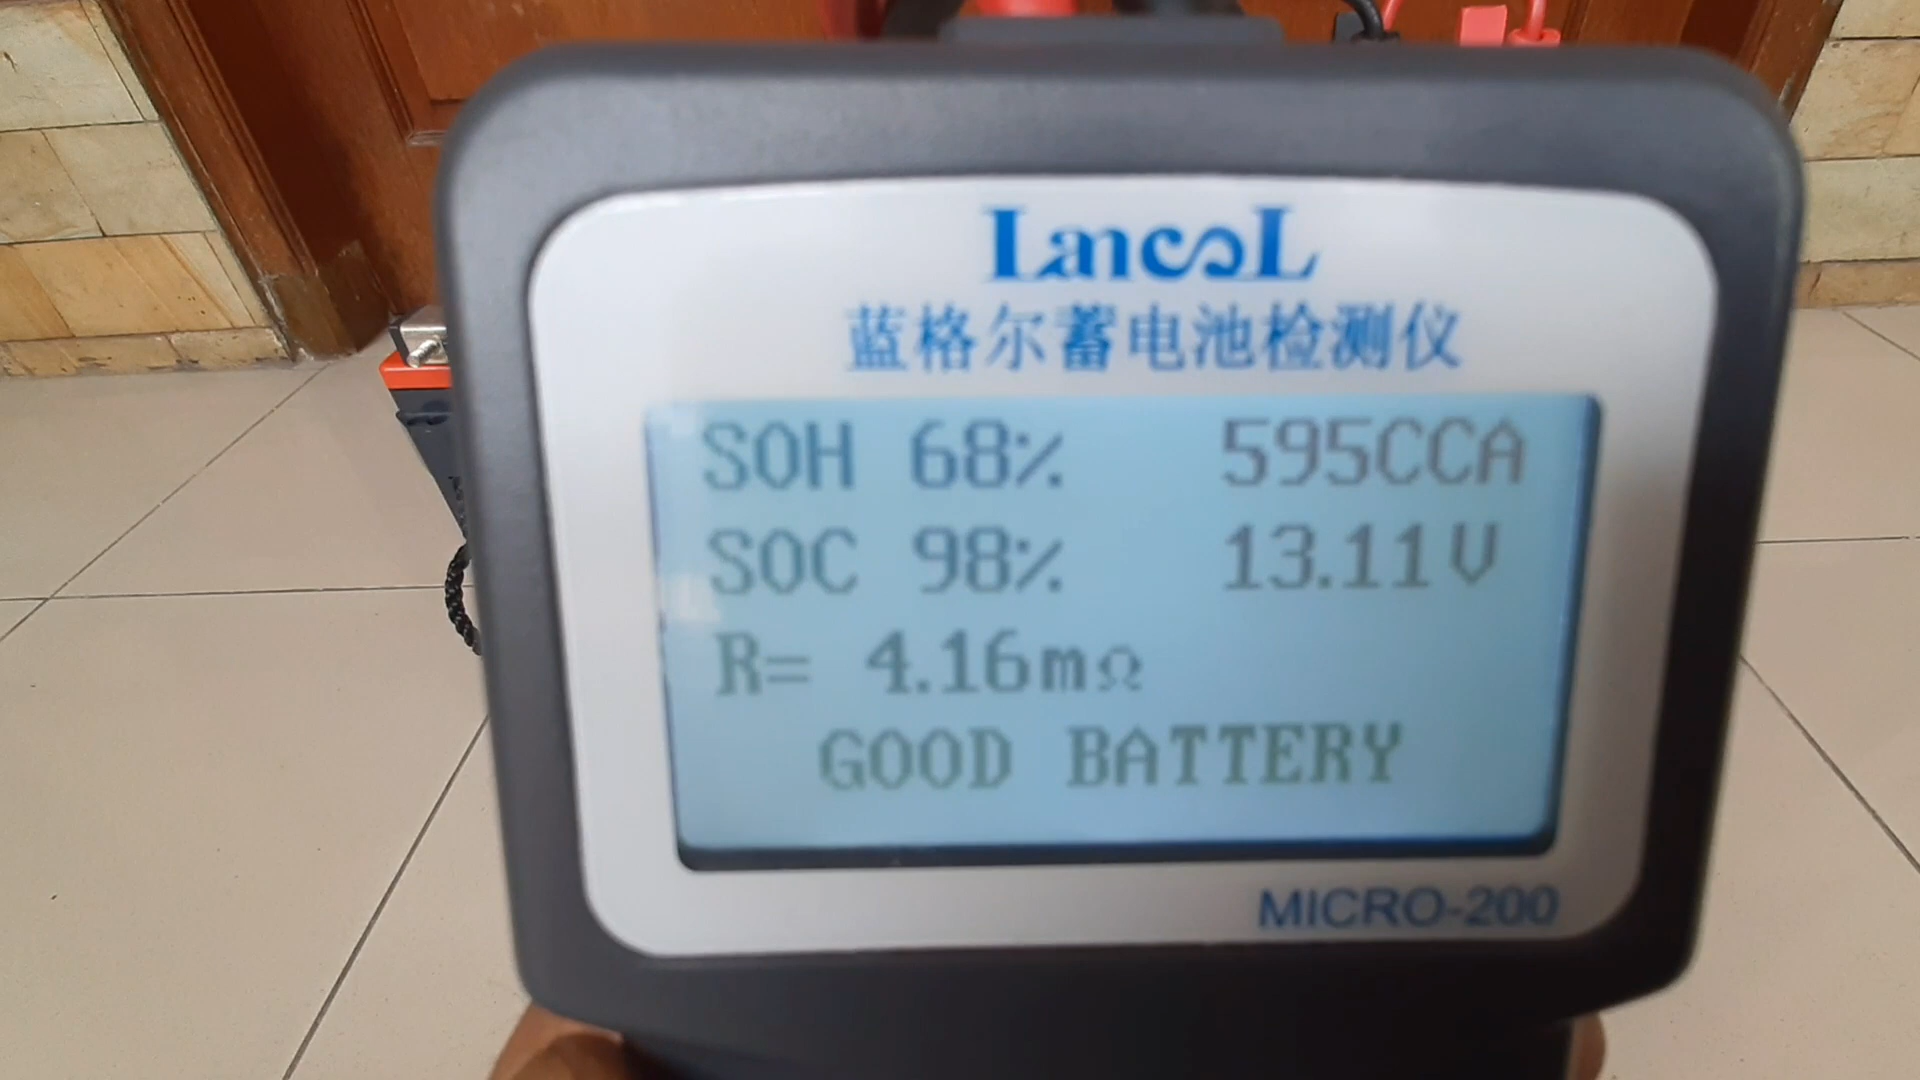 LancoL
蓝格尔蓄电池检测仪
SOH 68% 595CCA
SOC 98% 13.11V
R= 4.16mΩ
GOOD BATTERY
MICRO-200